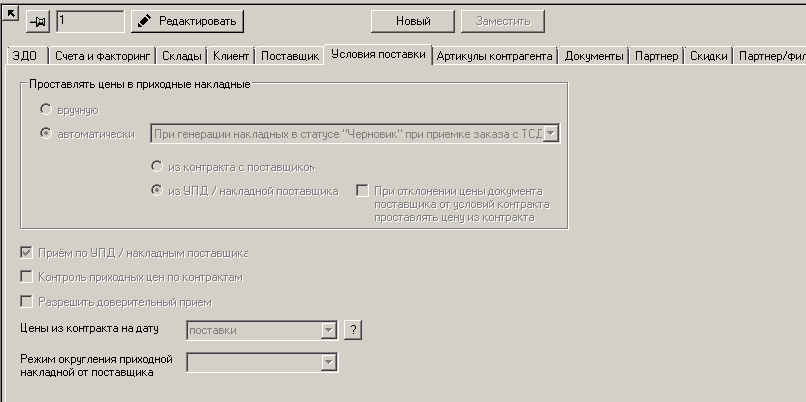 1 Редактировать Новый Заместить
ЭДО Счета и факторинг Склады Клиент Поставщик Условия поставки Артикулы контрагента Документы Партнер Скидки Партнер/фил
Проставлять цены в приходные накладные
вручную
автоматически При генерации накладных в статусе "Черновик" при приемке заказа с ТСД
из контракта с поставщиком
из УПД / накладной поставщика При отклонении цены документа
поставщика от условий контракта
проставлять цену из контракта
Приём по УПД / накладным поставщика
Контроль приходных цен по контрактам
Разрешить доверительный прием
Цены из контракта на дату поставки ?
Режим округления приходной
накладной от поставщика